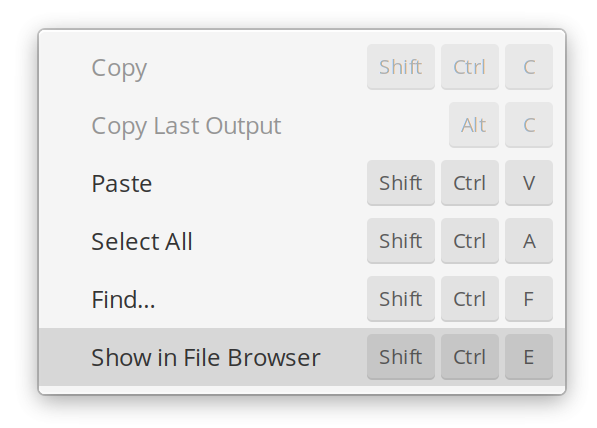 Copy Shift Ctrl C
Copy Last Output Alt C
Paste Shift Ctrl V
Select All Shift Ctrl A
Find... Shift Ctrl F
Show in File Browser Shift Ctrl E